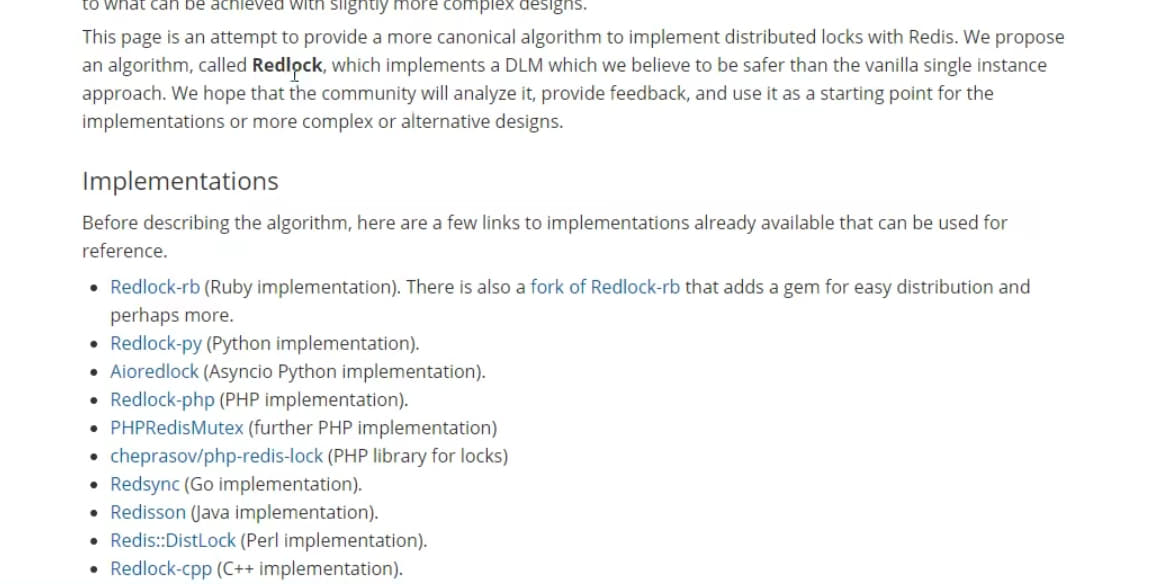 to what can be achieved with slightly more complex designs.
This page is an attempt to provide a more canonical algorithm to implement distributed locks with Redis. We propose
an algorithm, called Redlock, which implements a DLM which we believe to be safer than the vanilla single instance
approach. We hope that the community will analyze it, provide feedback, and use it as a starting point for the
implementations or more complex or alternative designs.
Implementations
Before describing the algorithm, here are a few links to implementations already available that can be used for
reference.
• Redlock-rb (Ruby implementation). There is also a fork of Redlock-rb that adds a gem for easy distribution and
perhaps more.
• Redlock-py (Python implementation).
• Aioredlock (Asyncio Python implementation).
• Redlock-php (PHP implementation).
• PHPRedisMutex (further PHP implementation)
• cheprasov/php-redis-lock (PHP library for locks)
• Redsync (Go implementation).
• Redisson (Java implementation).
• Redis::DistLock (Perl implementation).
• Redlock-cpp (C++ implementation).